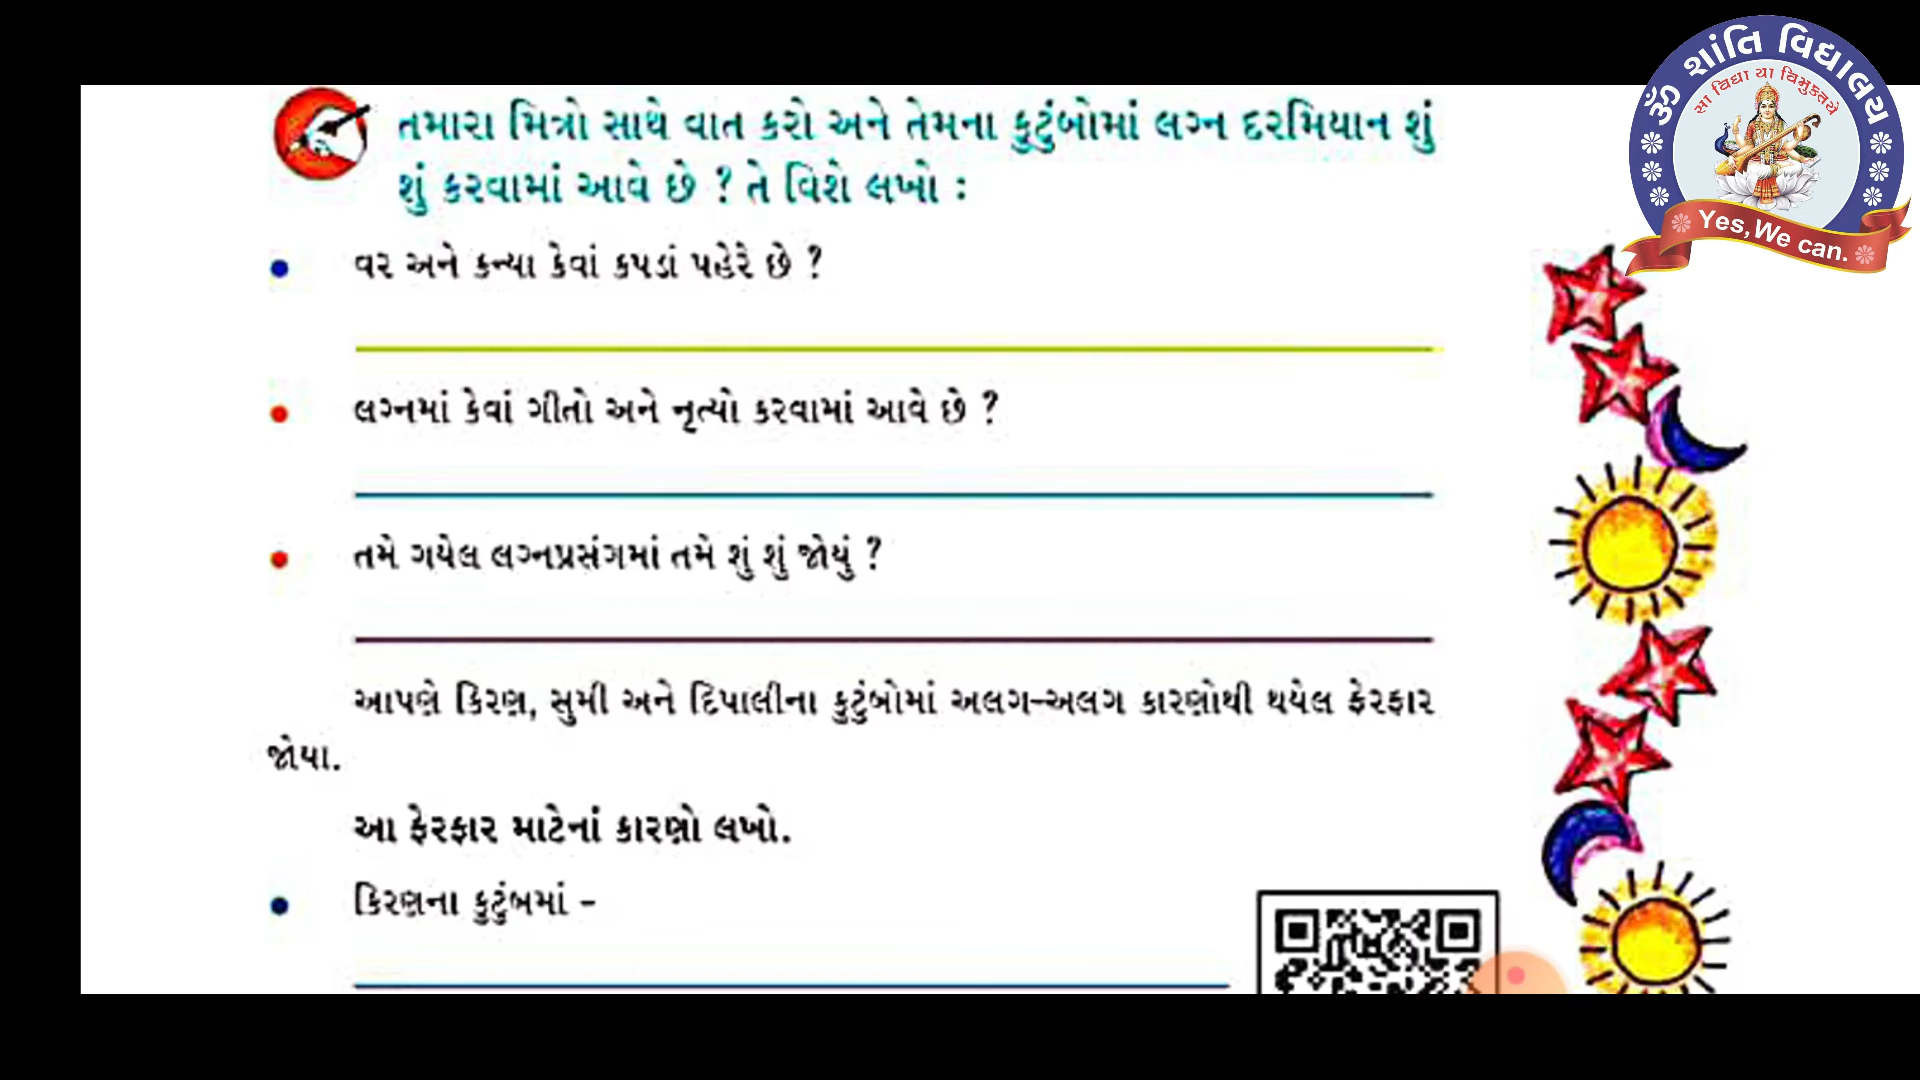 ૐ શાંતિ વિદ્યાલય
સા વિદ્યા યા વિમુક્તયે
Yes, We can.
તમારા મિત્રો સાથે વાત કરો અને તેમના કુટુંબોમાં લગ્ન દરમિયાન શું
શું કરવામાં આવે છે ? તે વિશે લખો :
વર અને કન્યા કેવાં કપડાં પહેરે છે ?
લગ્નમાં કેવાં ગીતો અને નૃત્યો કરવામાં આવે છે ?
તમે ગયેલ લગ્નપ્રસંગમાં તમે શું શું જોયું ?
આપણે કિરણ, સુમી અને દિપાલીના કુટુંબોમાં અલગ-અલગ કારણોથી થયેલ ફેરફાર
જોયા.
આ ફેરફાર માટેનાં કારણો લખો.
કિરણના કુટુંબમાં -